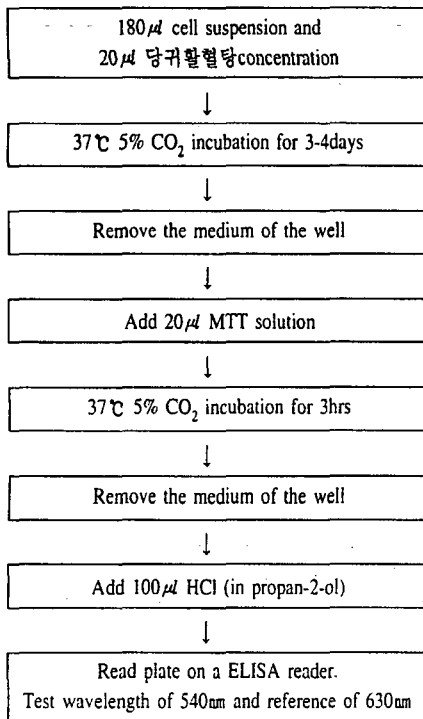 180㎕ cell suspension and
20㎕ 당귀활혈탕concentration
↓
37℃ 5% CO₂ incubation for 3-4days
↓
Remove the medium of the well
↓
Add 20㎕ MTT solution
↓
37℃ 5% CO₂ incubation for 3hrs
↓
Remove the medium of the well
↓
Add 100㎕ HCl (in propan-2-ol)
↓
Read plate on a ELISA reader.
Test wavelength of 540㎚ and reference of 630㎚